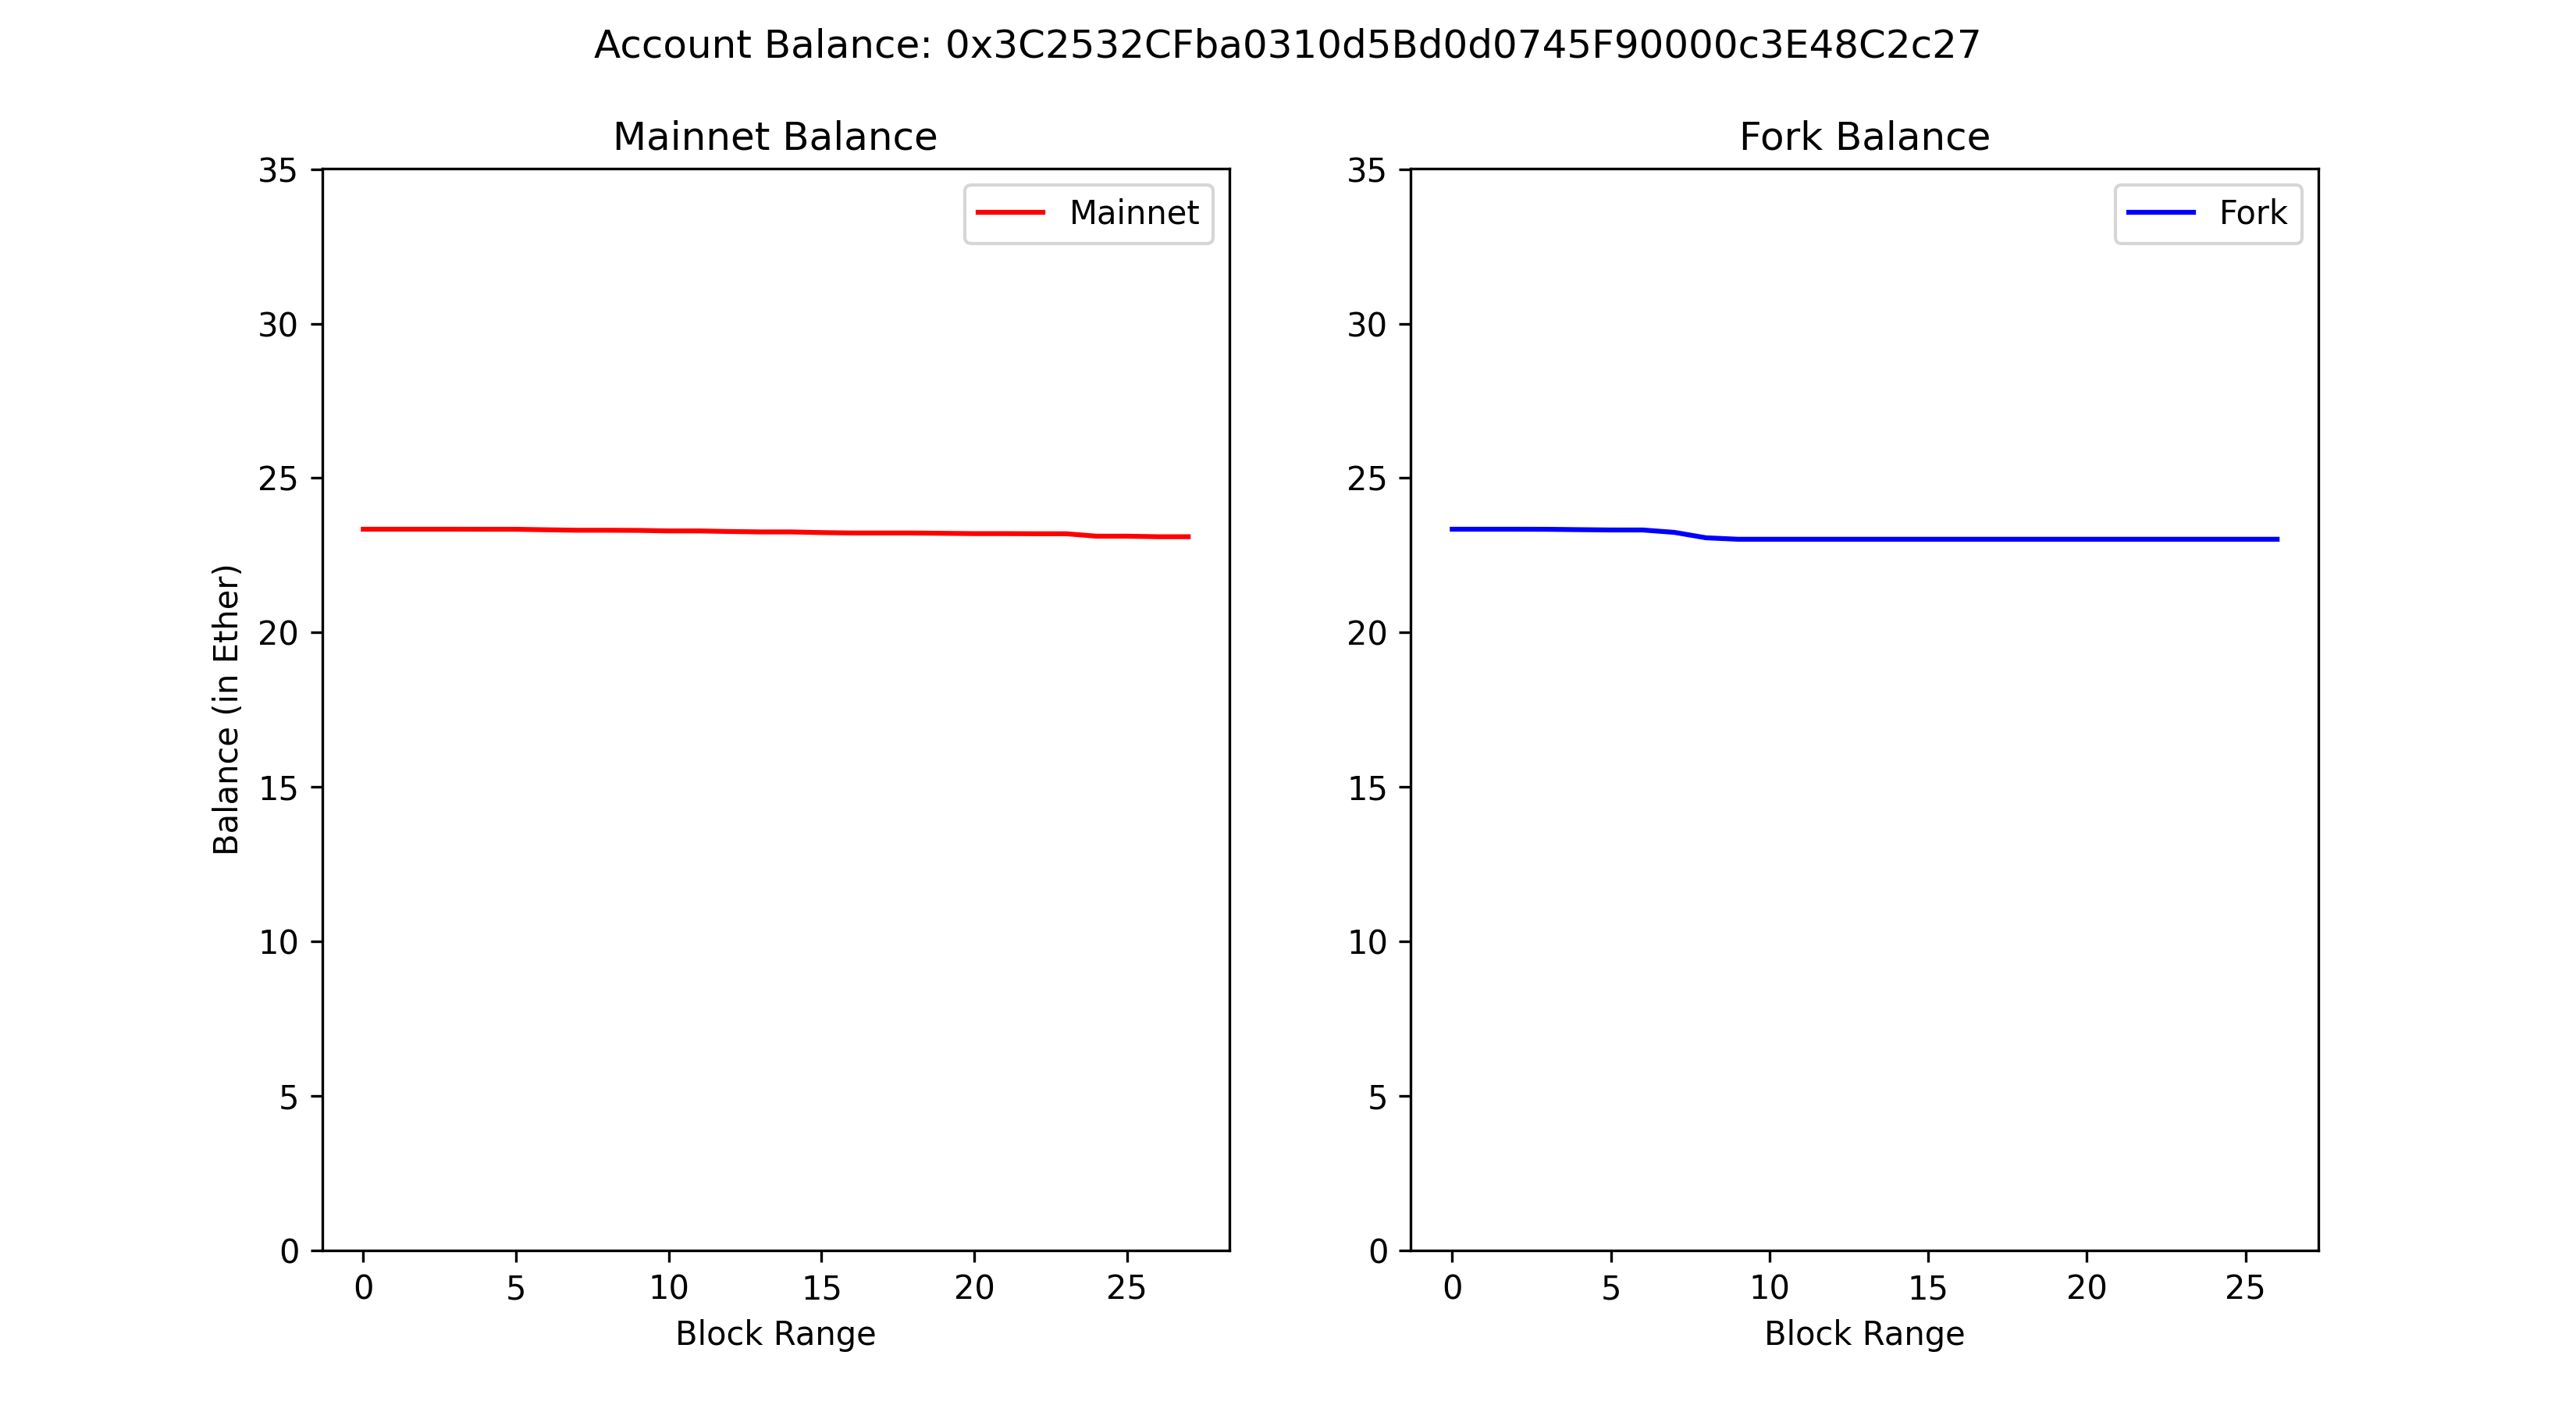 Account Balance: 0x3C2532CFba0310d5Bd0d0745F90000c3E48C2c27
Mainnet Balance
Mainnet
35
30
25
20
15
10
5
0
Balance (in Ether)
0 5 10 15 20 25
Block Range
Fork Balance
Fork
35
30
25
20
15
10
5
0
0 5 10 15 20 25
Block Range